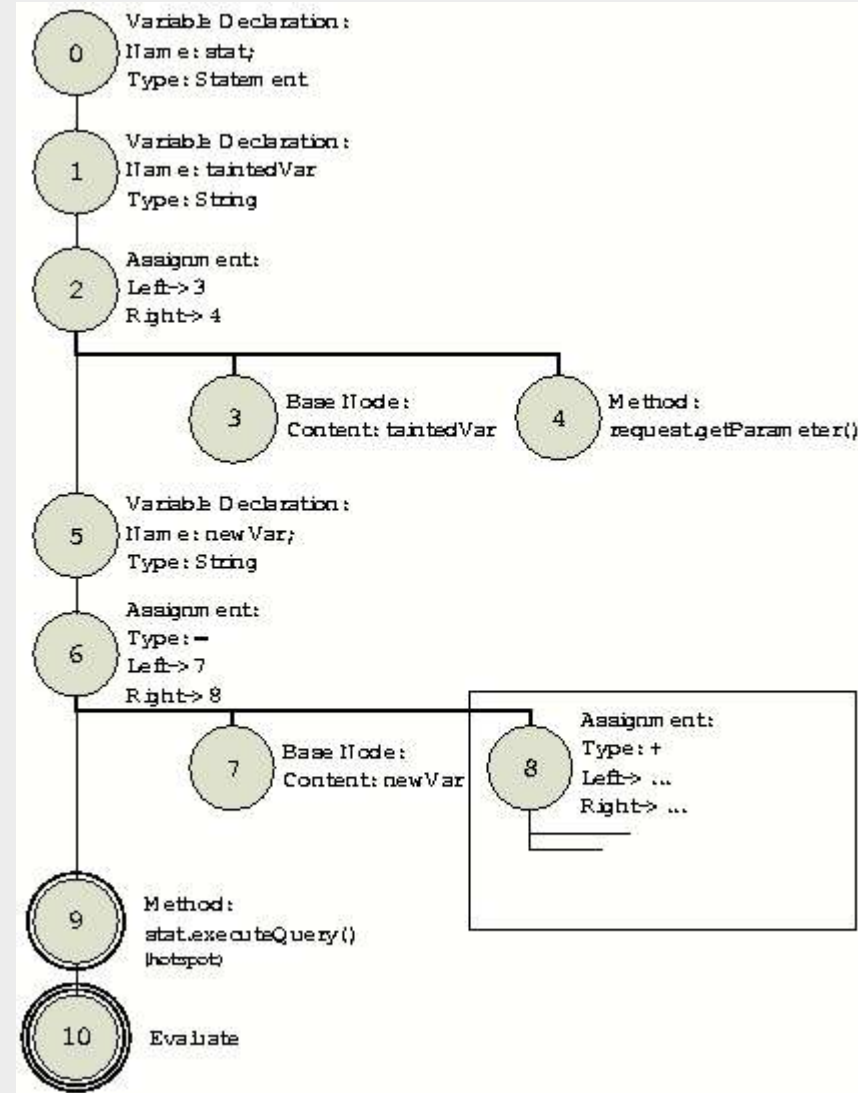 0
Variable Declaration:
Name: stat;
Type: Statement
1
Variable Declaration:
Name: taintedVar
Type: String
2
Assignment:
Left-> 3
Right-> 4
3
Base Node:
Content: taintedVar
4
Method:
request.getParameter()
5
Variable Declaration:
Name: newVar;
Type: String
6
Assignment:
Type: =
Left-> 7
Right-> 8
7
Base Node:
Content: newVar
8
Assignment:
Type: +
Left-> ...
Right-> ...
9
Method:
stat.executeQuery()
(hotspot)
10
Evaluate